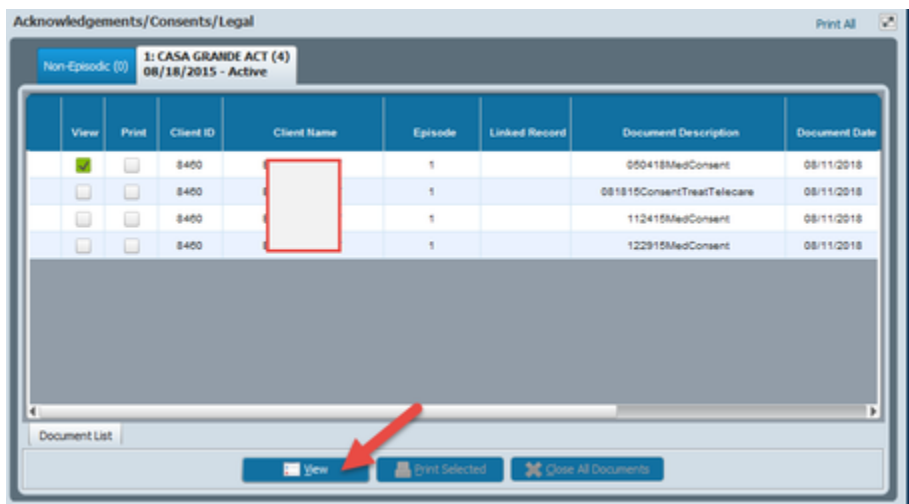 Acknowledgements/Consents/Legal Print All
Non-Episodic (0) 1: CASA GRANDE ACT (4)
08/18/2015 - Active
View Print Client ID Client Name Episode Linked Record Document Description Document Date
8460 1 050418MedConsent 08/11/2018
8460 1 081815ConsentTreatTelecare 08/11/2018
8460 1 112415MedConsent 08/11/2018
8460 1 122915MedConsent 08/11/2018
Document List
View Print Selected Close All Documents